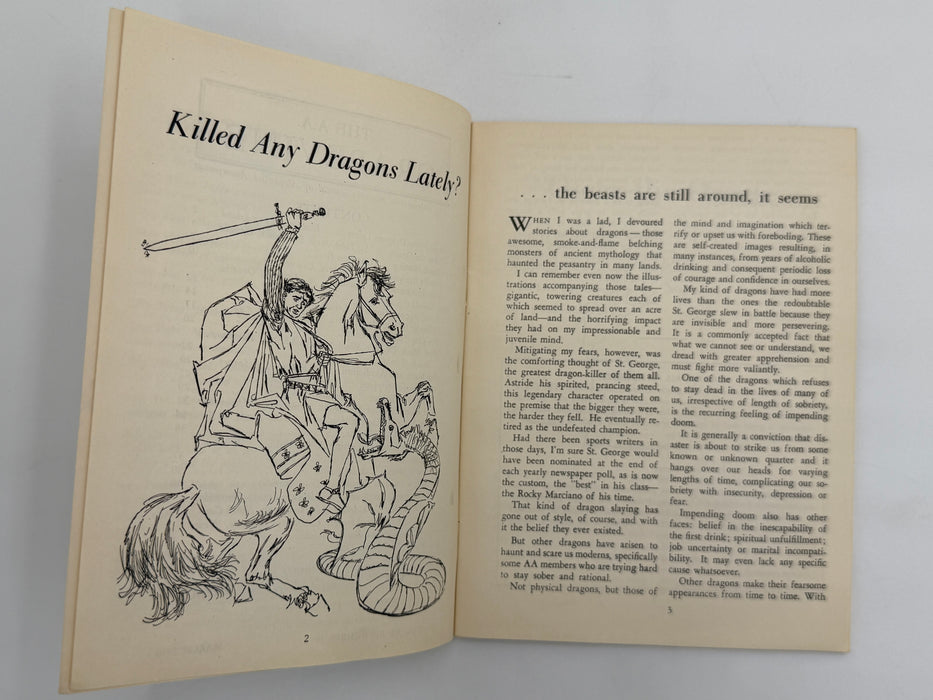 Killed Any Dragons Lately?
2
. . . the beasts are still around, it seems
WHEN I was a lad, I devoured
stories about dragons—those
awesome, smoke-and-flame belching
monsters of ancient mythology that
haunted the peasantry in many lands.
I can remember even now the illus-
trations accompanying those tales—
gigantic, towering creatures each of
which seemed to spread over an acre
of land—and the horrifying impact
they had on my impressionable and
juvenile mind.
Mitigating my fears, however, was
the comforting thought of St. George,
the greatest dragon-killer of them all.
Astride his spirited, prancing steed,
this legendary character operated on
the premise that the bigger they were,
the harder they fell. He eventually re-
tired as the undefeated champion.
Had there been sports writers in
those days, I'm sure St. George would
have been nominated at the end of
each yearly newspaper poll, as is now
the custom, the "best" in his class—
the Rocky Marciano of his time.
That kind of dragon slaying has
gone out of style, of course, and with
it the belief they ever existed.
But other dragons have arisen to
haunt and scare us moderns, specifically
some AA members who are trying hard
to stay sober and rational.
Not physical dragons, but those of
the mind and imagination which ter-
rify or upset us with foreboding. These
are self-created images resulting, in
many instances, from years of alcoholic
drinking and consequent periodic loss
of courage and confidence in ourselves.
My kind of dragons have had more
lives than the ones the redoubtable
St. George slew in battle because they
are invisible and more persevering.
It is a commonly accepted fact that
what we cannot see or understand, we
dread with greater apprehension and
must fight more valiantly.
One of the dragons which refuses
to stay dead in the lives of many of
us, irrespective of length of sobriety,
is the recurring feeling of impending
doom.
It is generally a conviction that dis-
aster is about to strike us from some
known or unknown quarter and it
hangs over our heads for varying
lengths of time, complicating our so-
briety with insecurity, depression or
fear.
Impending doom also has other
faces: belief in the inescapability of
the first drink; spiritual unfulfillment;
job uncertainty or marital incompati-
bility. It may even lack any specific
cause whatsoever.
Other dragons make their fearsome
appearances from time to time. With
3